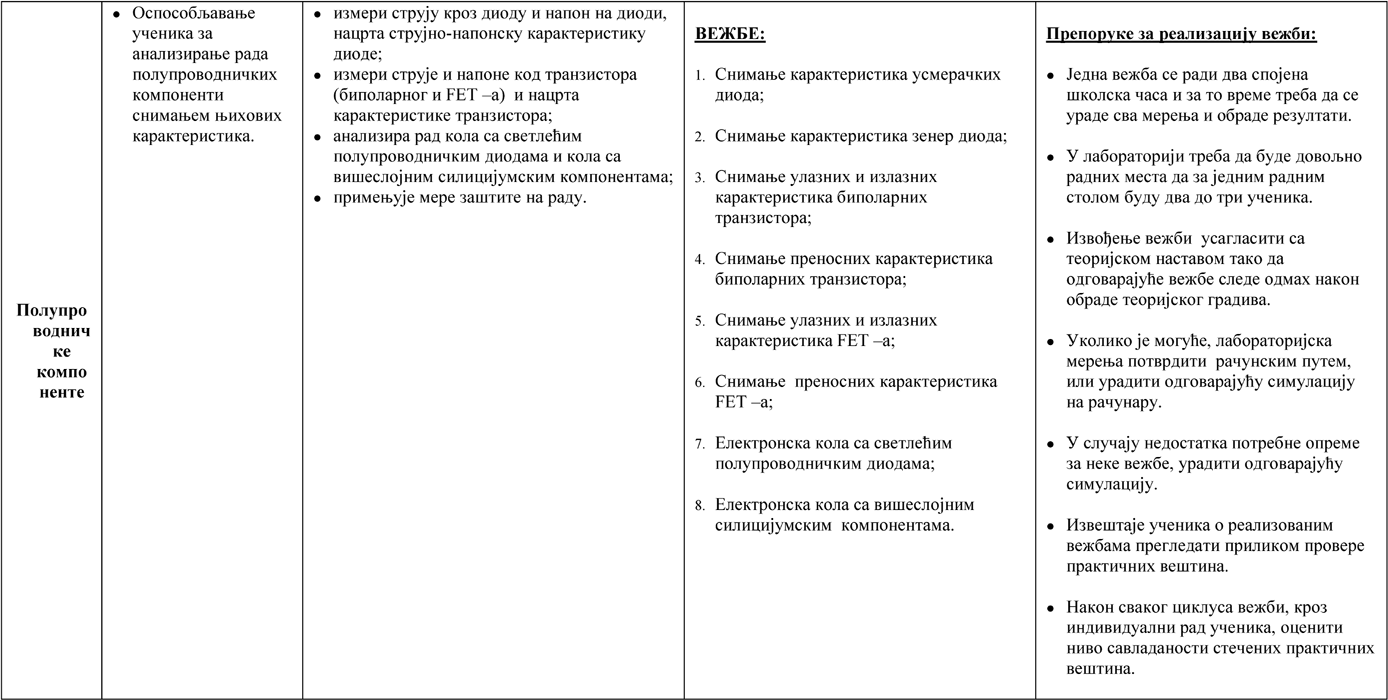 Полупро
воднич
ке
компо
ненте
• Оспособљавање
ученика за
анализирање рада
полупроводничких
компоненти
снимањем њихових
карактеристика.
• измери струју кроз диоду и напон на диоди,
нацрта струјно-напонску карактеристику
диоде;
• измери струје и напоне код транзистора
(биполарног и FET –а) и нацрта
карактеристике транзистора;
• анализира рад кола са светлећим
полупроводничким диодама и кола са
вишеслојним силицијумским компонентама;
• примењује мере заштите на раду.
ВЕЖБЕ:
1. Снимање карактеристика усмерачких
диода;
2. Снимање карактеристика зенер диода;
3. Снимање улазних и излазних
карактеристика биполарних
транзистора;
4. Снимање преносних карактеристика
биполарних транзистора;
5. Снимање улазних и излазних
карактеристика FET –а;
6. Снимање преносних карактеристика
FET –а;
7. Електронска кола са светлећим
полупроводничким диодама;
8. Електронска кола са вишеслојним
силицијумским компонентама.
Препоруке за реализацију вежби:
• Једна вежба се ради два спојена
школска часа и за то време треба да се
ураде сва мерења и обраде резултати.
• У лабораторији треба да буде довољно
радних места да за једним радним
столом буду два до три ученика.
• Извођење вежби усагласити са
теоријском наставом тако да
одговарајуће вежбе следе одмах након
обраде теоријског градива.
• Уколико је могуће, лабораторијска
мерења потврдити рачунским путем,
или урадити одговарајућу симулацију
на рачунару.
• У случају недостатка потребне опреме
за неке вежбе, урадити одговарајућу
симулацију.
• Извештаје ученика о реализованим
вежбама прегледати приликом провере
практичних вештина.
• Након сваког циклуса вежби, кроз
индивидуални рад ученика, оценити
ниво савладаности стечених практичних
вештина.